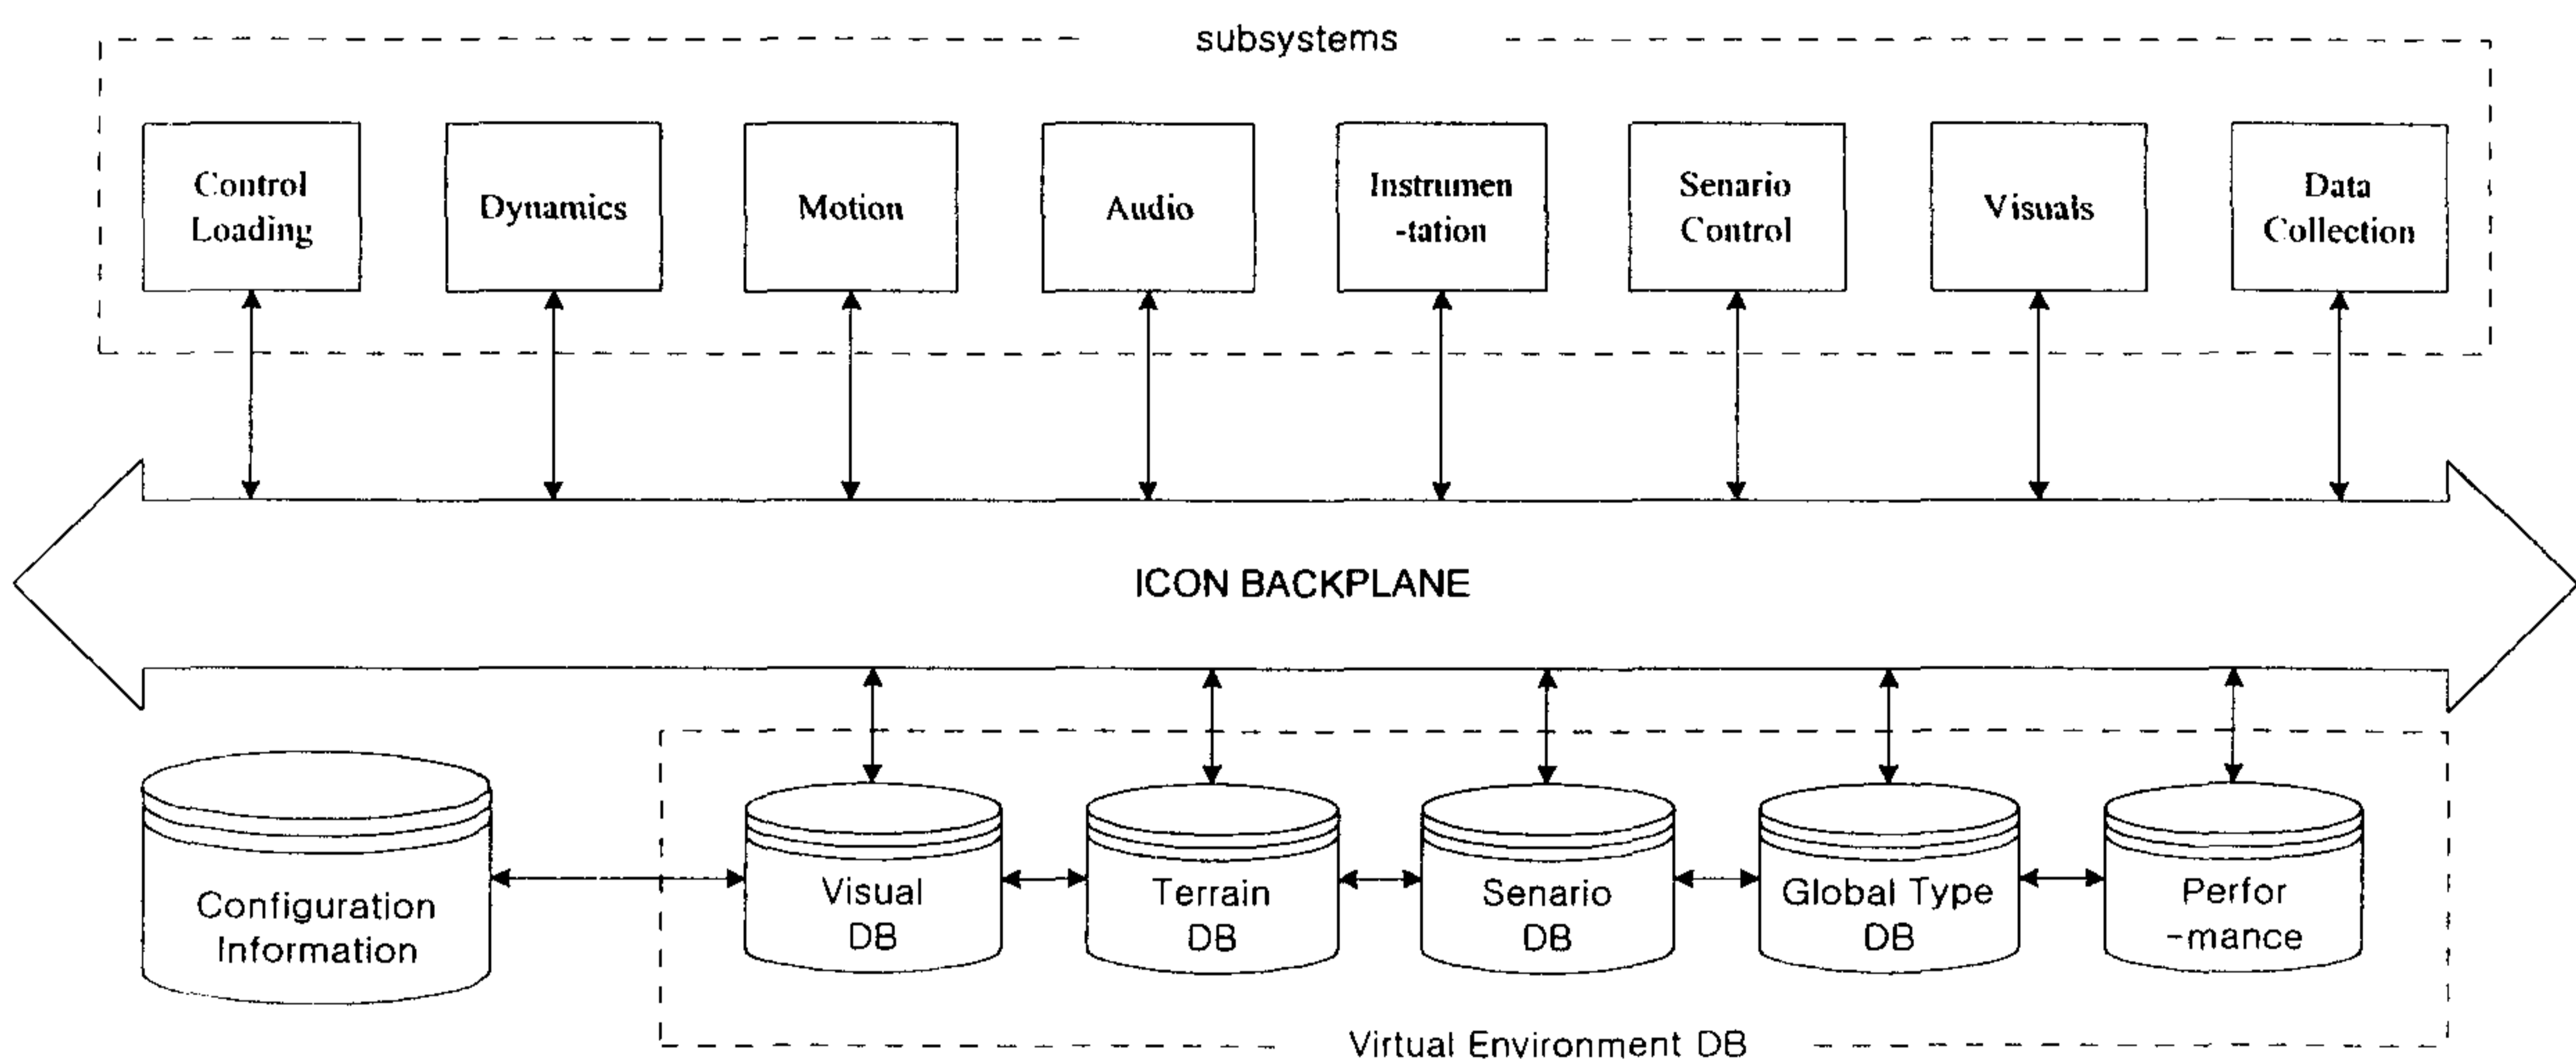 subsystems
Control
Loading
Dynamics
Motion
Audio
Instrumen
-tation
Senario
Control
Visuals
Data
Collection
ICON BACKPLANE
Configuration
Information
Visual
DB
Terrain
DB
Senario
DB
Global Type
DB
Perfor
-mance
Virtual Environment DB